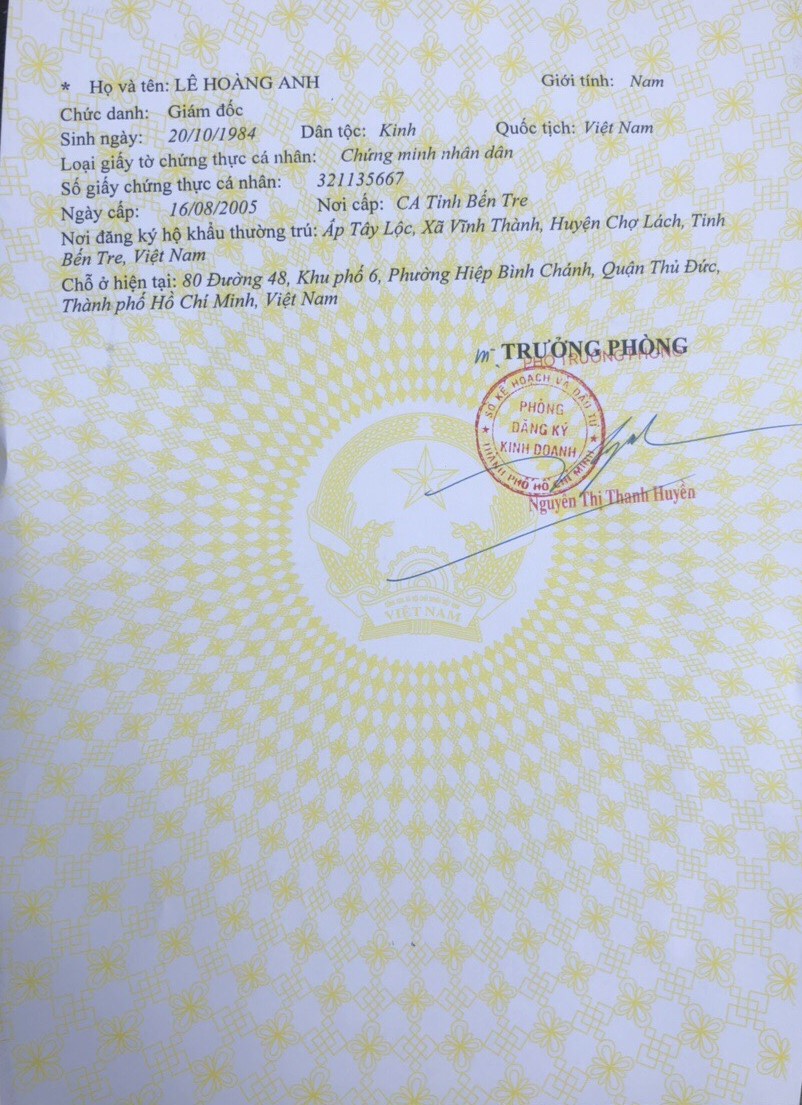 * Họ và tên: LÊ HOÀNG ANH Giới tính: Nam
Chức danh: Giám đốc
Sinh ngày: 20/10/1984 Dân tộc: Kinh Quốc tịch: Việt Nam
Loại giấy tờ chứng thực cá nhân: Chứng minh nhân dân
Số giấy chứng thực cá nhân: 321135667
Ngày cấp: 16/08/2005 Nơi cấp: CA Tỉnh Bến Tre
Nơi đăng ký hộ khẩu thường trú: Ấp Tây Lộc, Xã Vĩnh Thành, Huyện Chợ Lách, Tỉnh
Bến Tre, Việt Nam
Chỗ ở hiện tại: 80 Đường 48, Khu phố 6, Phường Hiệp Bình Chánh, Quận Thủ Đức,
Thành phố Hồ Chí Minh, Việt Nam
TRƯỞNG PHÒNG
PHÓ TRƯỞNG PHÒNG
SỞ KẾ HOẠCH VÀ ĐẦU TƯ
PHÒNG
ĐĂNG KÝ
KINH DOANH
THÀNH PHỐ HỒ CHÍ MINH
Nguyễn Thị Thanh Huyền
VIỆT NAM